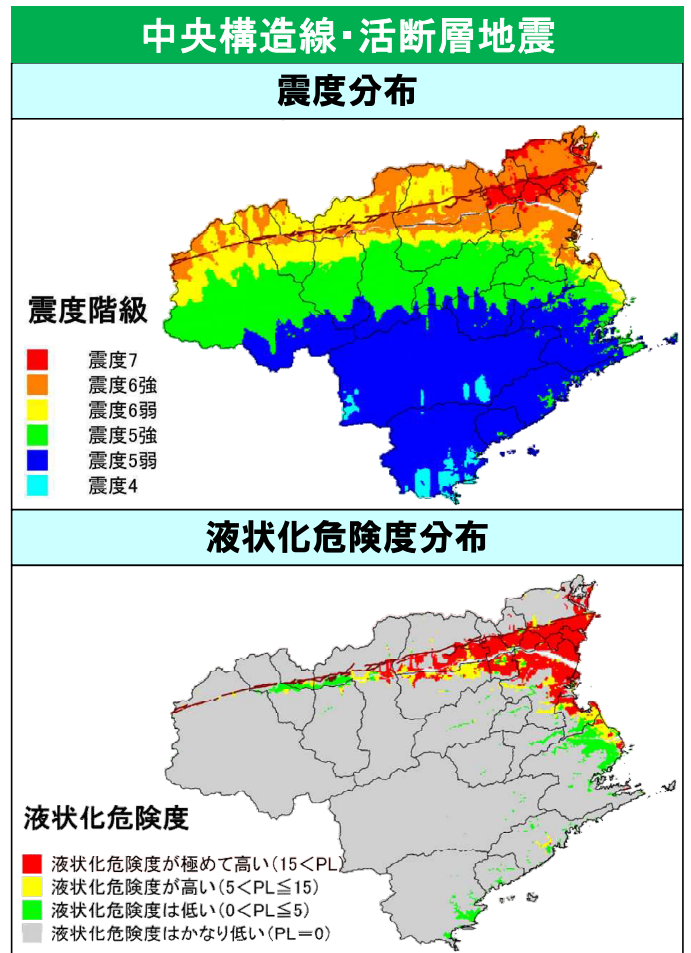 中央構造線・活断層地震
震度分布
震度階級
震度7
震度6強
震度6弱
震度5強
震度5弱
震度4
液状化危険度分布
液状化危険度
液状化危険度が極めて高い(15<PL
液状化危険度が高い(5<PL≦15)
液状化危険度は低い(0<PL≦5)
液状化危険度はかなり低い(PL=0)